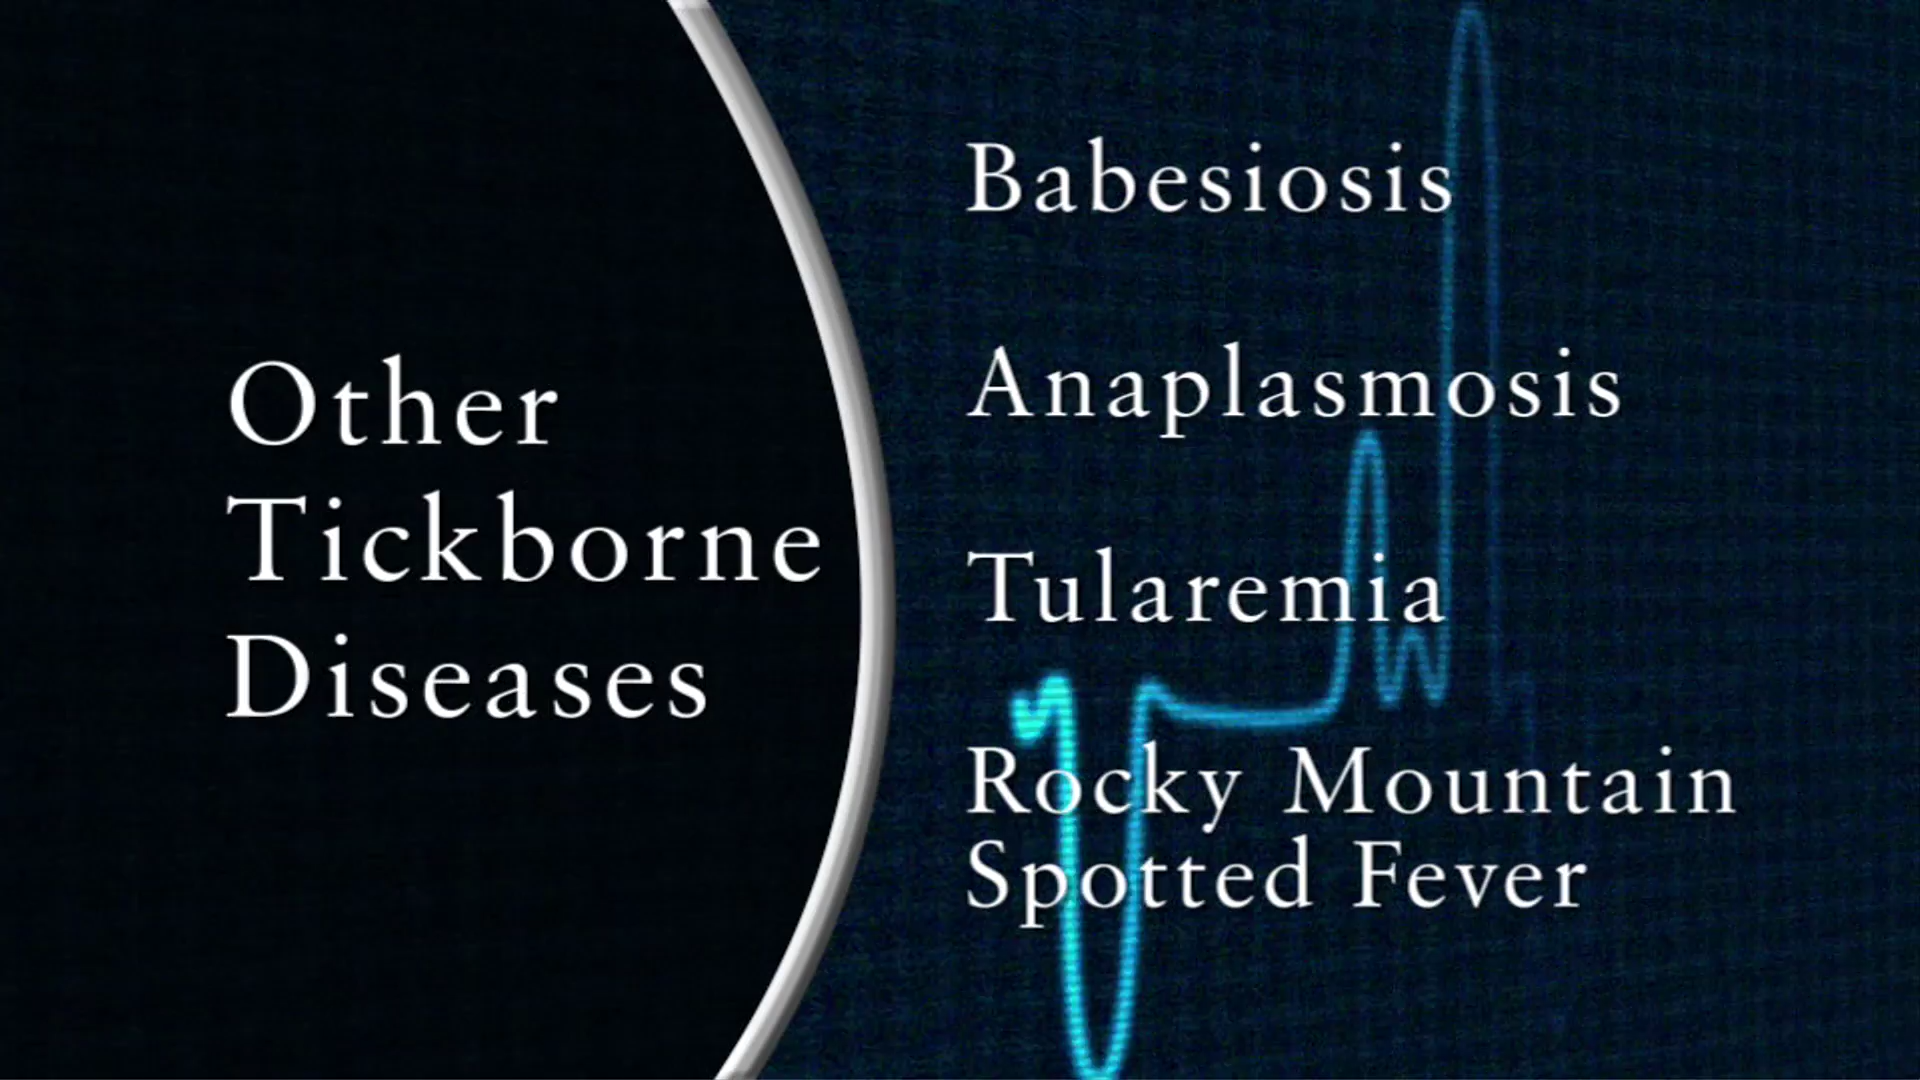 Other
Tickborne
Diseases
Babesiosis
Anaplasmosis
Tularemia
Rocky Mountain
Spotted Fever